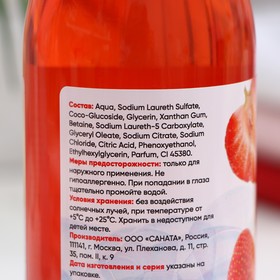 Состав: Aqua, Sodium Laureth Sulfate,
Coco-Glucoside, Glycerin, Xanthan Gum,
Betaine, Sodium Laureth-5 Carboxylate,
Glyceryl Oleate, Sodium Citrate, Sodium
Chloride, Citric Acid, Phenoxyethanol,
Ethylhexylglycerin, Parfum, CI 45380.
Меры предосторожности: только для
наружного применения. Не
гипоаллергенно. При попадании в глаза
тщательно промойте водой.
Условия хранения: без воздействия
солнечных лучей, при температуре от
+5°C до +25°C. Хранить в недоступном для
детей месте.
Производитель: ООО «САНАТА», Россия,
111141, г. Москва, ул. Плеханова, д. 11, стр.
35, пом. II, к. 9
Дата изготовления и серия указаны на
упаковке.